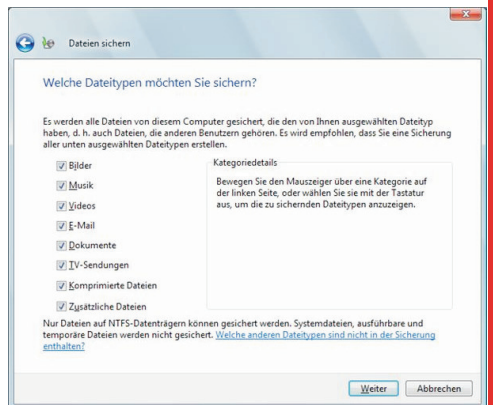 Dateien sichern
Welche Dateitypen möchten Sie sichern?
Es werden alle Dateien von diesem Computer gesichert, die den von Ihnen ausgewählten Dateityp
haben, d. h. auch Dateien, die anderen Benutzern gehören. Es wird empfohlen, dass Sie eine Sicherung
aller unten ausgewählten Dateitypen erstellen.
Bilder
Musik
Videos
E-Mail
Dokumente
TV-Sendungen
Komprimierte Dateien
Zusätzliche Dateien
Kategoriedetails
Bewegen Sie den Mauszeiger über eine Kategorie auf
der linken Seite, oder wählen Sie sie mit der Tastatur
aus, um die zu sichernden Dateitypen anzuzeigen.
Nur Dateien auf NTFS-Datenträgern können gesichert werden. Systemdateien, ausführbare und
temporäre Dateien werden nicht gesichert. Welche anderen Dateitypen sind nicht in der Sicherung
enthalten?
Weiter
Abbrechen